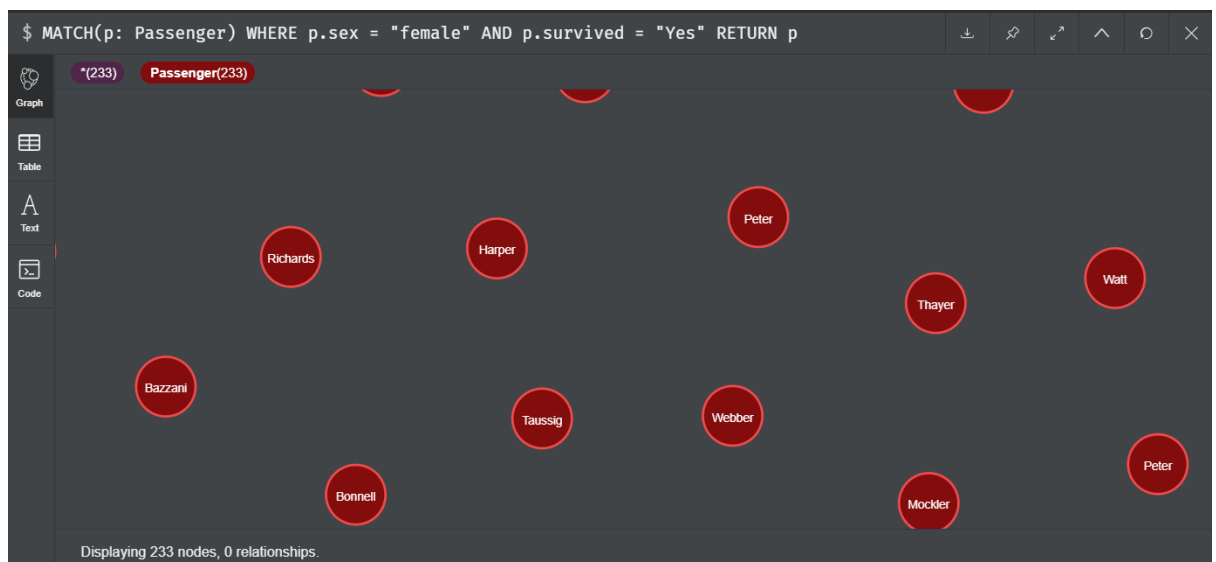 $ MATCH(p: Passenger) WHERE p.sex = "female" AND p.survived = "Yes" RETURN p
*(233) Passenger(233)
Graph
Table
A
Text
Code
Peter
Richards
Harper
Watt
Thayer
Bazzani
Taussig
Webber
Peter
Bonnell
Mockler
Displaying 233 nodes, 0 relationships.